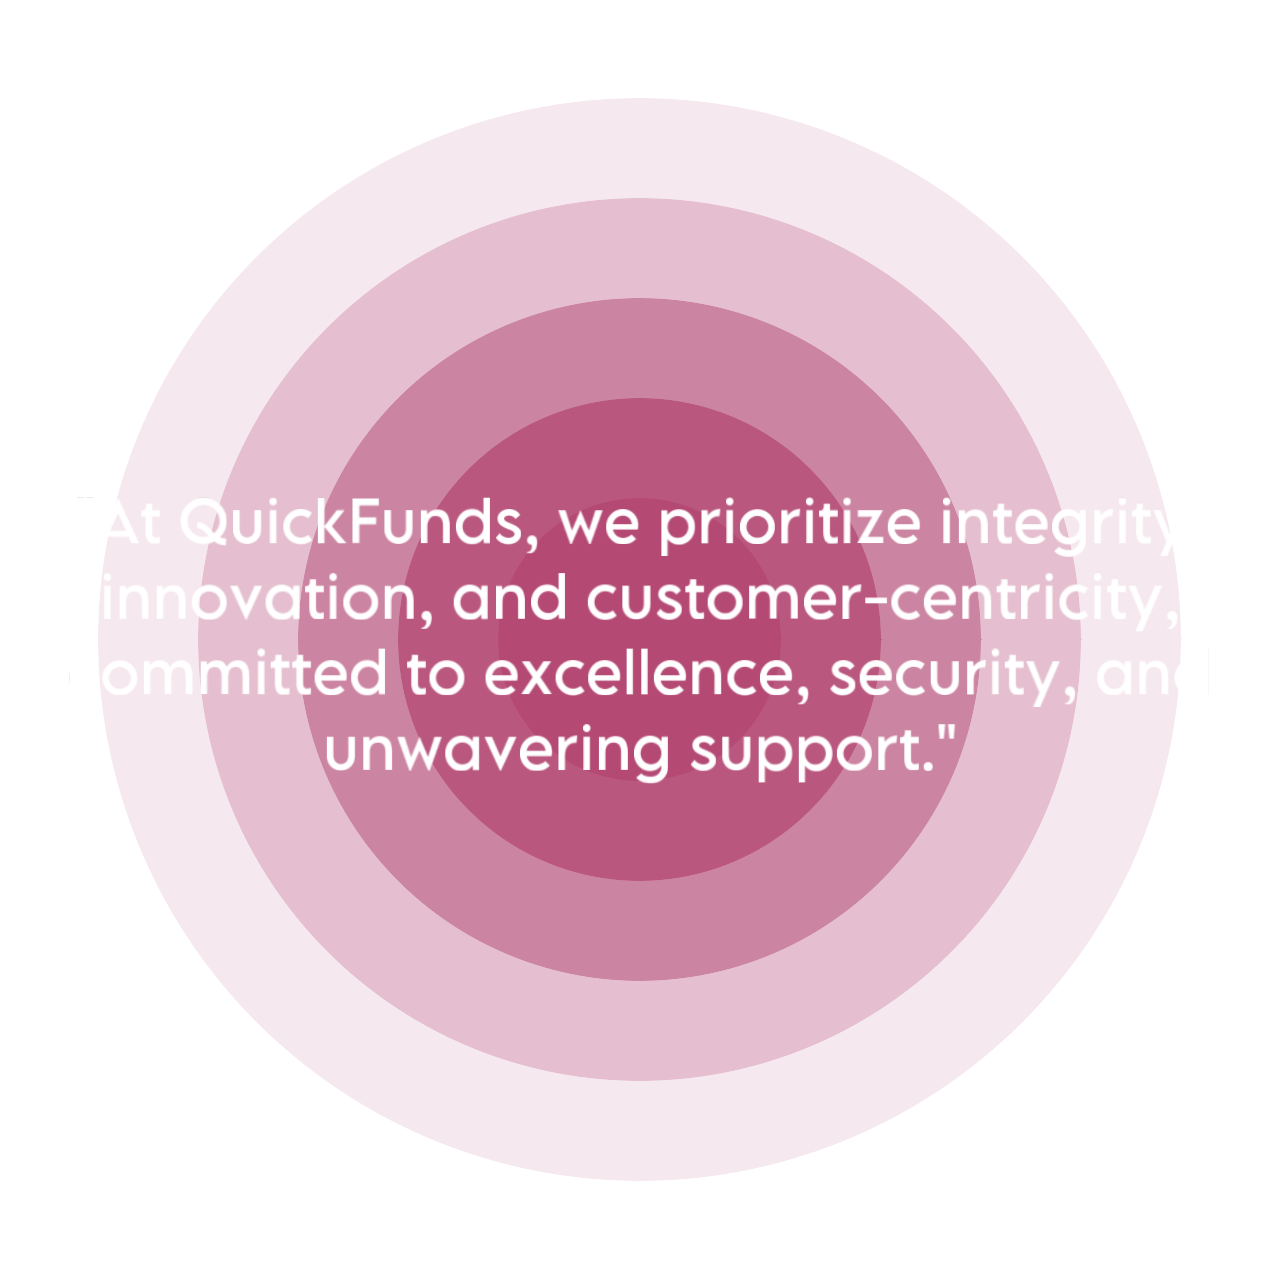 "At QuickFunds, we prioritize integrity,
innovation, and customer-centricity,
committed to excellence, security, and
unwavering support."